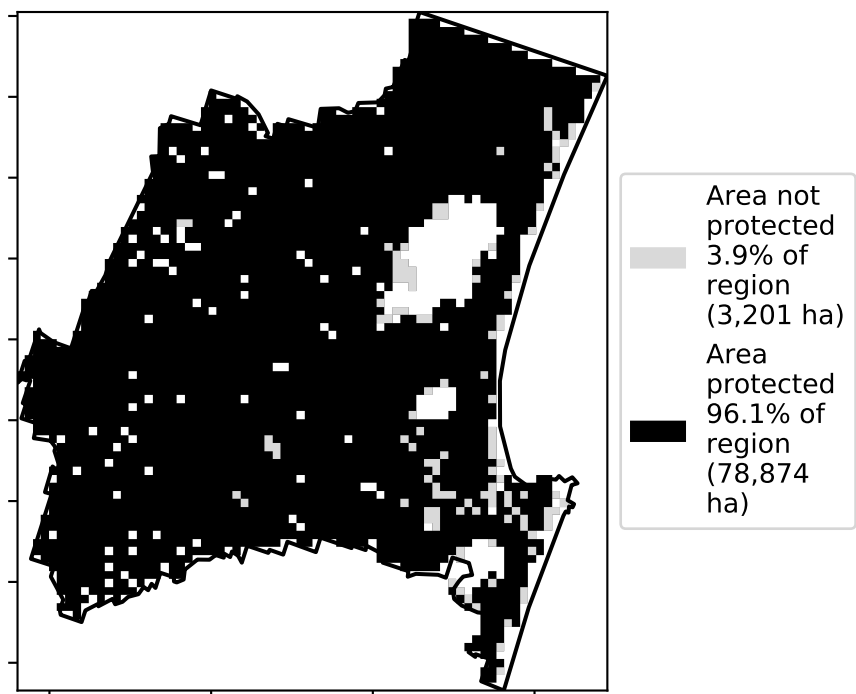 Area not
protected
3.9% of
region
(3,201 ha)
Area
protected
96.1% of
region
(78,874
ha)